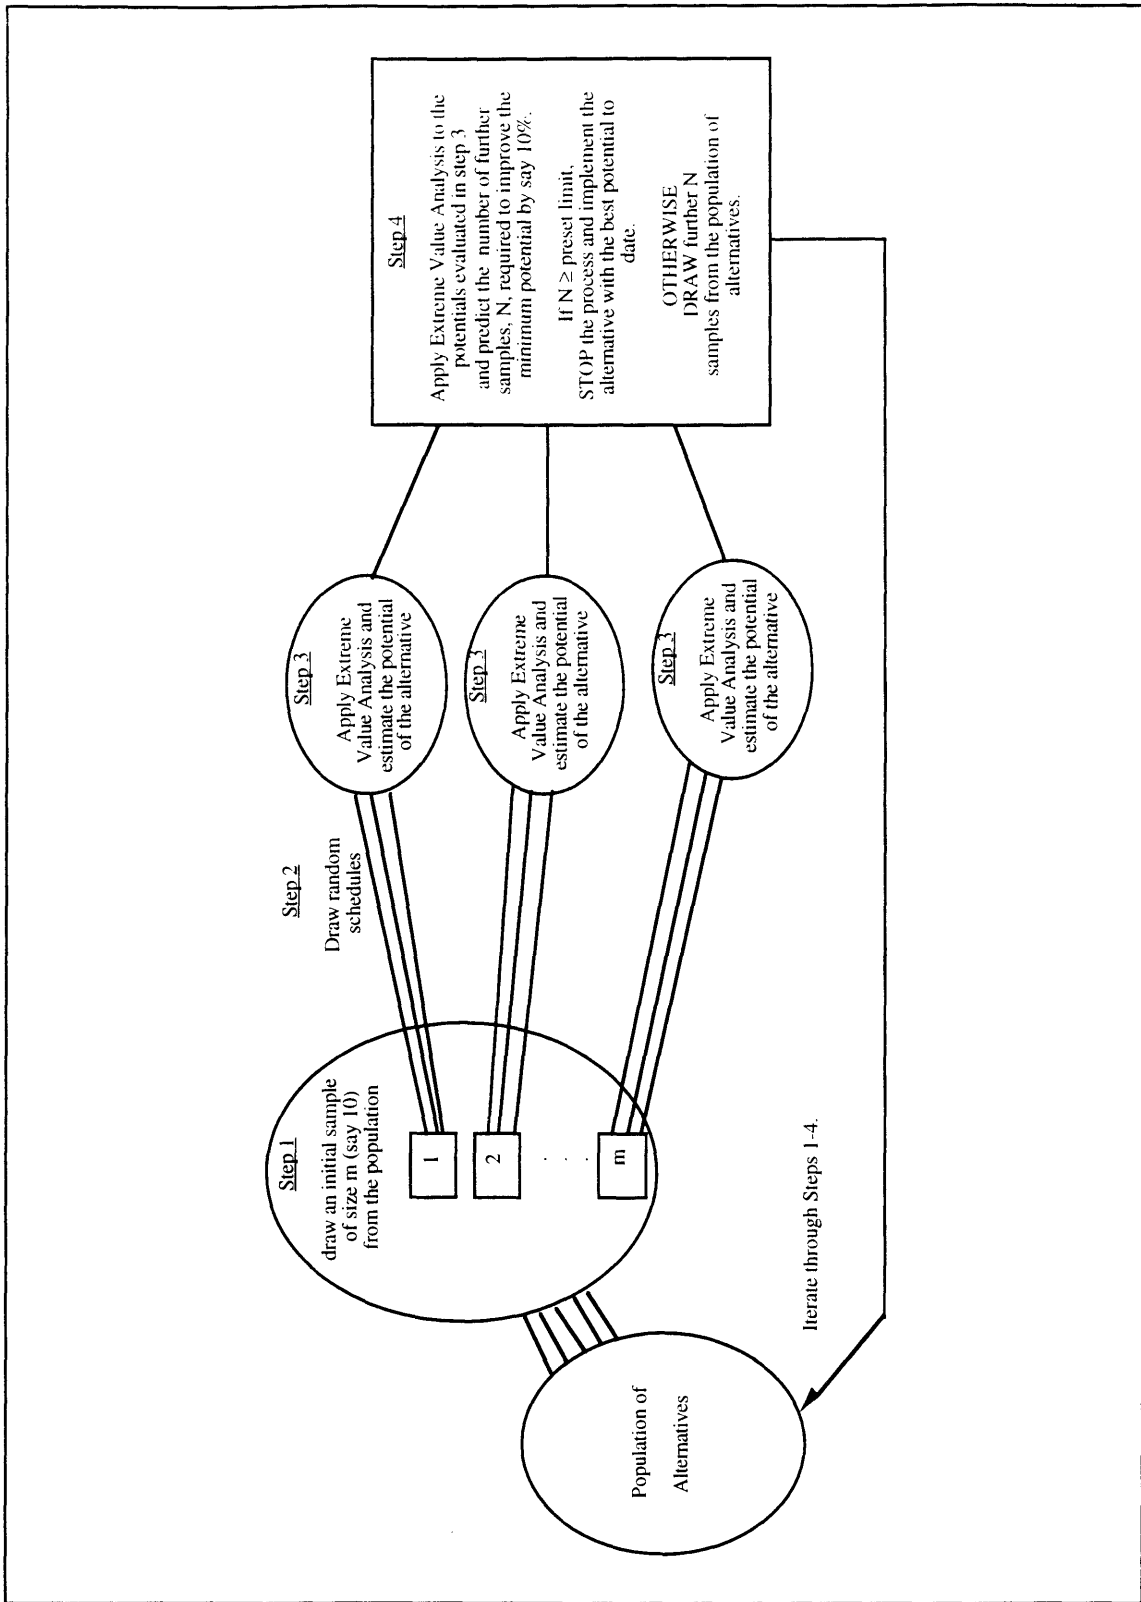 Population of
Alternatives
Step 1
draw an initial sample
of size m (say 10)
from the population
1
2
. . .
m
Step 2
Draw random
schedules
Step 3
Apply Extreme
Value Analysis and
estimate the potential
of the alternative
Step 3
Apply Extreme
Value Analysis and
estimate the potential
of the alternative
Step 3
Apply Extreme
Value Analysis and
estimate the potential
of the alternative
Step 4
Apply Extreme Value Analysis to the
potentials evaluated in step 3
and predict the number of further
samples, N, required to improve the
minimum potential by say 10%.
If N ≥ preset limit,
STOP the process and implement the
alternative with the best potential to
date.
OTHERWISE
DRAW further N
samples from the population of
alternatives.
Iterate through Steps 1-4.